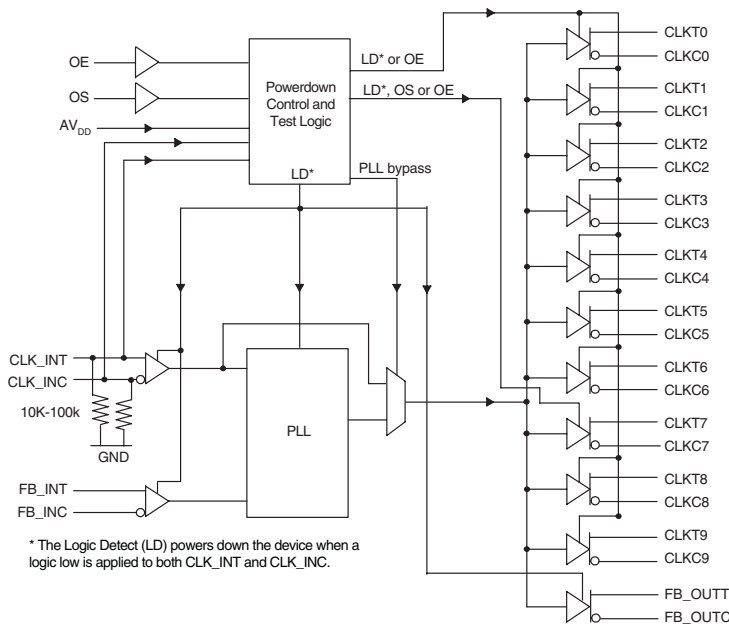 OE
OS
AVDD
Powerdown
Control and
Test Logic
LD* or OE
LD*, OS or OE
LD*
PLL bypass
CLK_INT
CLK_INC
10K-100k
GND
PLL
FB_INT
FB_INC
CLKT0
CLKC0
CLKT1
CLKC1
CLKT2
CLKC2
CLKT3
CLKC3
CLKT4
CLKC4
CLKT5
CLKC5
CLKT6
CLKC6
CLKT7
CLKC7
CLKT8
CLKC8
CLKT9
CLKC9
FB_OUTT
FB_OUTC
* The Logic Detect (LD) powers down the device when a
logic low is applied to both CLK_INT and CLK_INC.